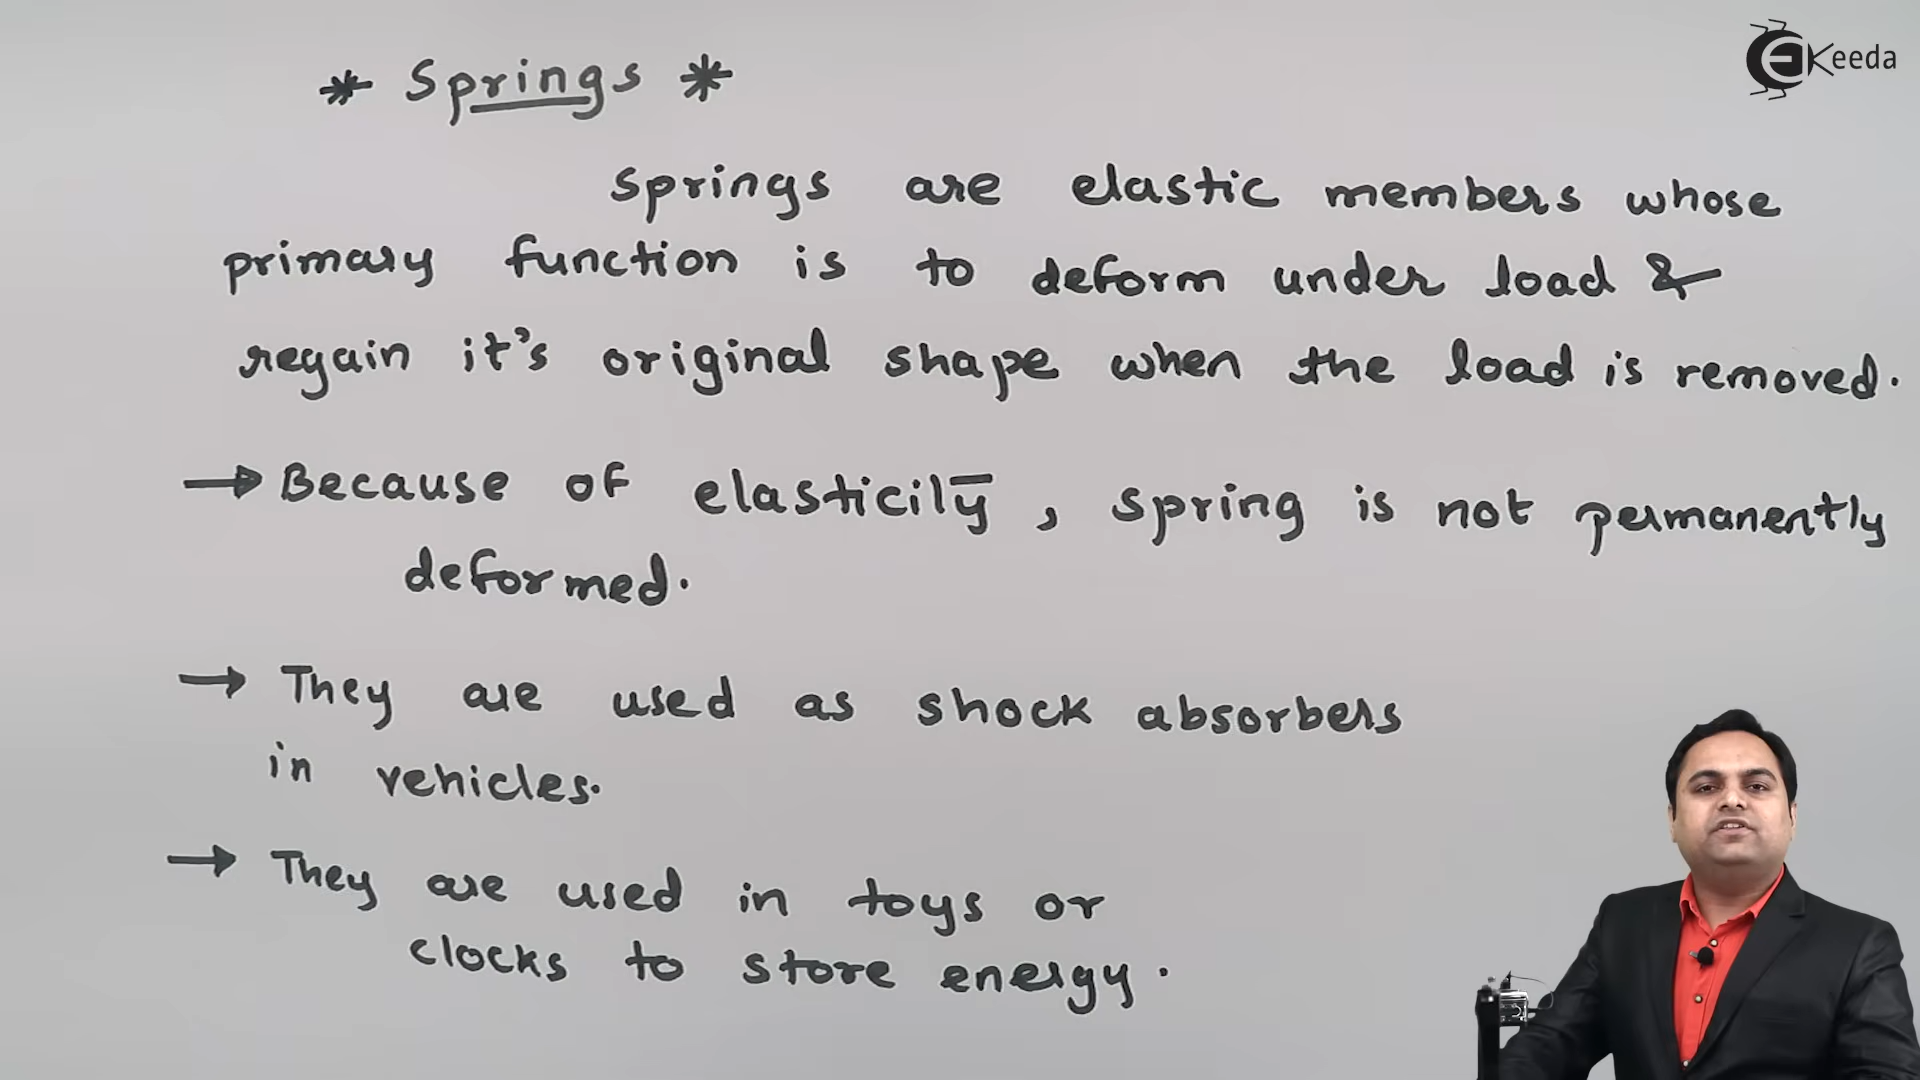 Keeda
* Springs *
Springs are elastic members whose
primary function is to deform under load &
regain it's original shape when the load is removed.
→ Because of elasticity, spring is not permanently
deformed.
→ They are used as shock absorbers
in vehicles.
→ They are used in toys or
clocks to store energy.